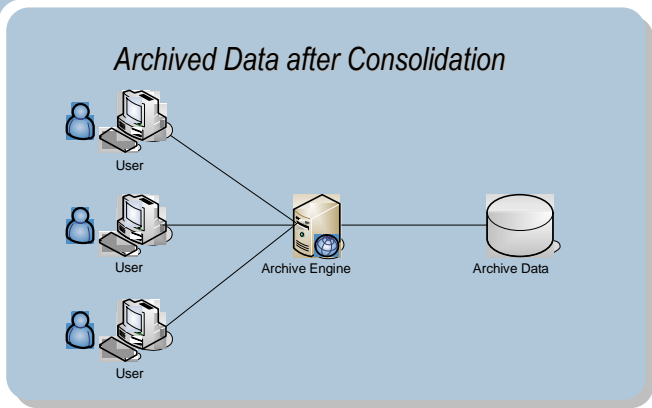 Archived Data after Consolidation
User
User
Archive Engine
Archive Data
User